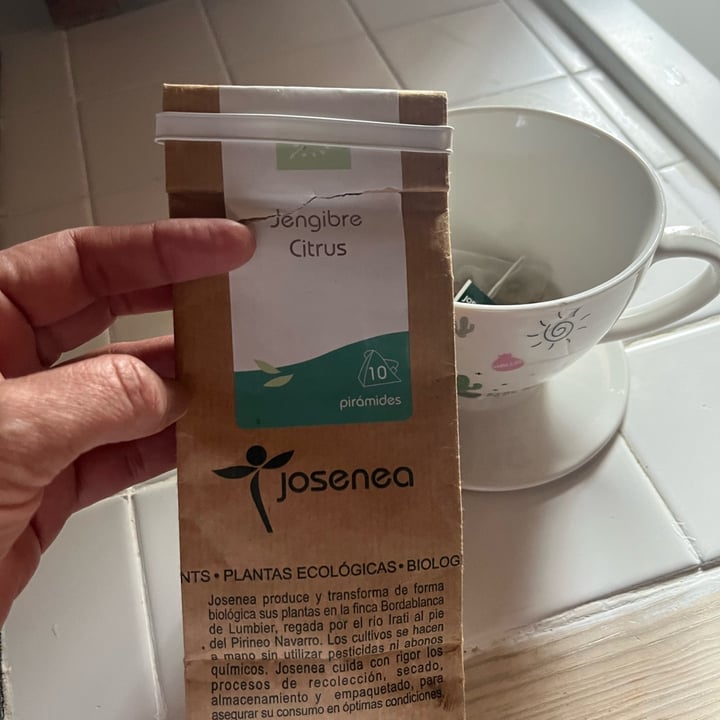 Jengibre
Citrus
10
pirámides
josenea
NTS • PLANTAS ECOLÓGICAS • BIOLOG
Josenea produce y transforma de forma
biológica sus plantas en la finca Bordablanca
de Lumbier, regada por el río Irati al pie
del Pirineo Navarro. Los cultivos se hacen
a mano sin utilizar pesticidas ni abonos
químicos. Josenea cuida con rigor los
procesos de recolección, secado,
almacenamiento y empaquetado, para
asegurar su consumo en óptimas condiciones.